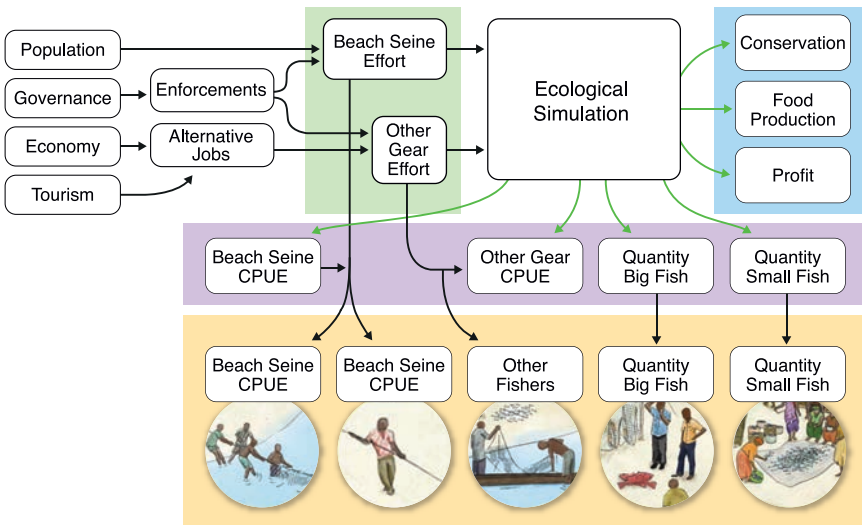 Population
Governance
Economy
Tourism
Enforcements
Alternative
Jobs
Beach Seine
Effort
Other
Gear
Effort
Ecological
Simulation
Conservation
Food
Production
Profit
Beach Seine
CPUE
Other Gear
CPUE
Quantity
Big Fish
Quantity
Small Fish
Beach Seine
CPUE
Beach Seine
CPUE
Other
Fishers
Quantity
Big Fish
Quantity
Small Fish